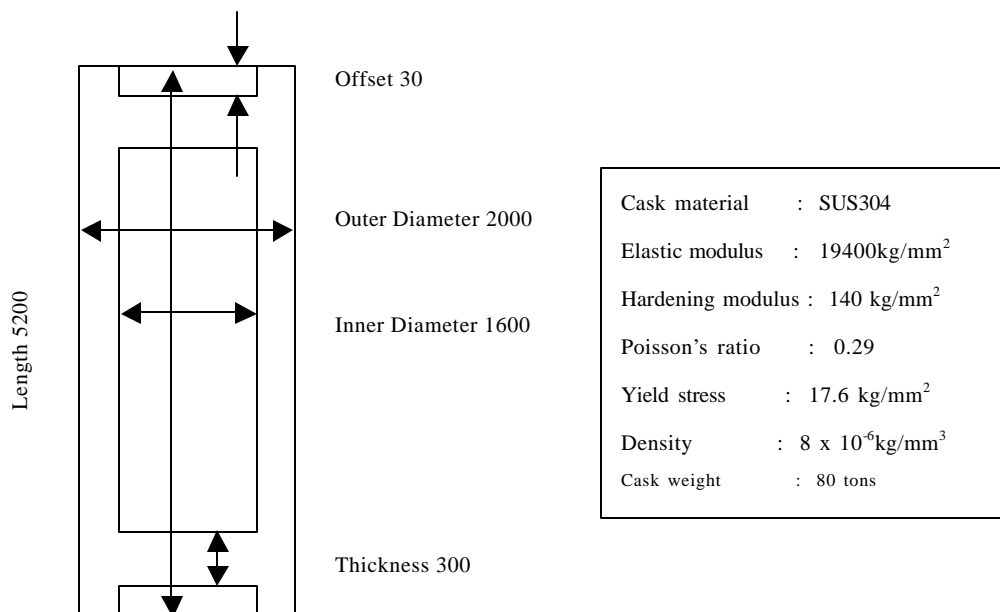 Offset 30
Outer Diameter 2000
Inner Diameter 1600
Length 5200
Thickness 300
Cask material : SUS304
Elastic modulus : 19400kg/mm²
Hardening modulus : 140 kg/mm²
Poisson's ratio : 0.29
Yield stress : 17.6 kg/mm²
Density : 8 x 10⁻⁶kg/mm³
Cask weight : 80 tons